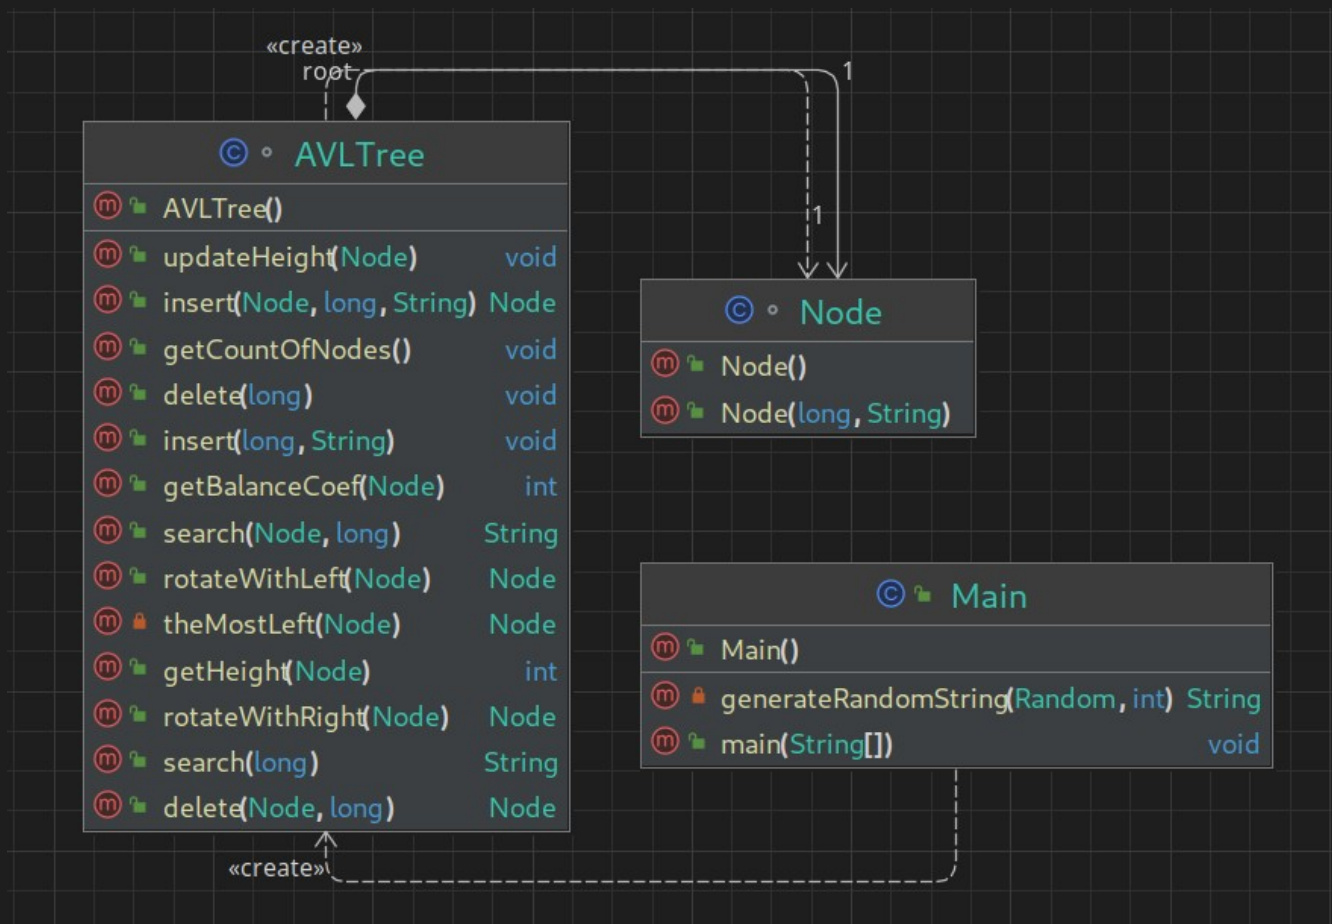 «create»
root
1
AVLTree
AVLTree()
updateHeight(Node) void
insert(Node, long, String) Node
getCountOfNodes() void
delete(long) void
insert(long, String) void
getBalanceCoef(Node) int
search(Node, long) String
rotateWithLeft(Node) Node
theMostLeft(Node) Node
getHeight(Node) int
rotateWithRight(Node) Node
search(long) String
delete(Node, long) Node
1
Node
Node()
Node(long, String)
Main
Main()
generateRandomString(Random, int) String
main(String[]) void
«create»